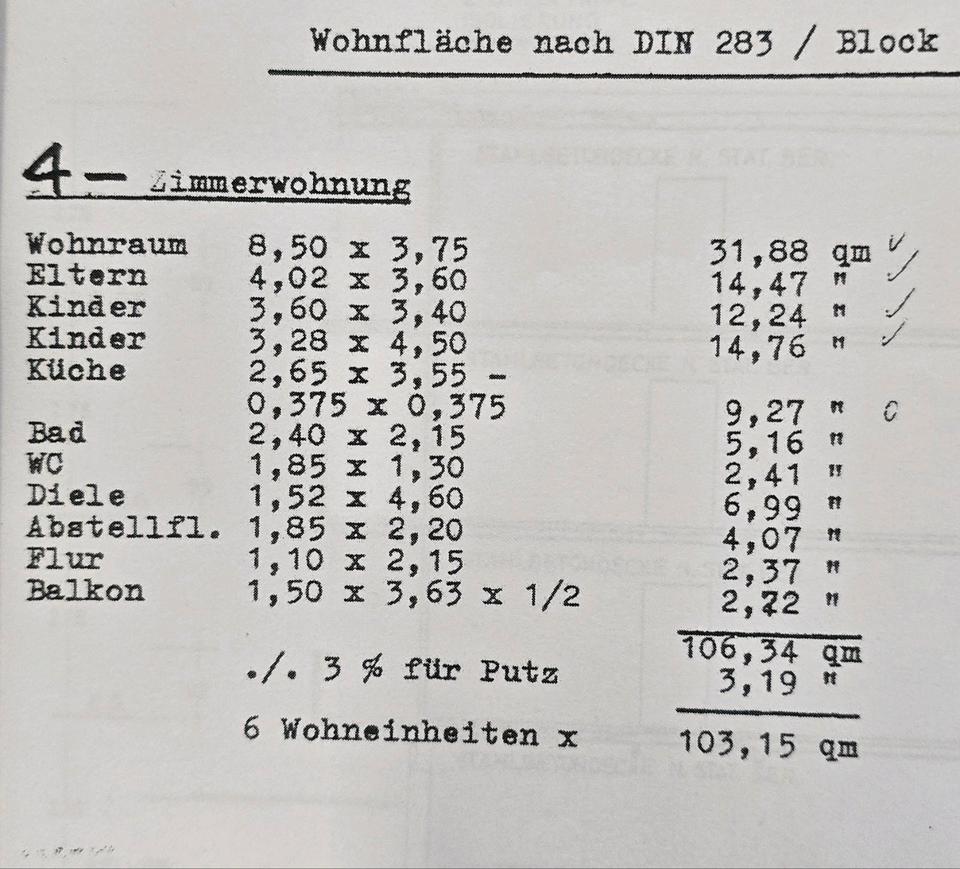 Wohnfläche nach DIN 283 / Block
4 - Zimmerwohnung
Wohnraum 8,50 x 3,75 31,88 qm
Eltern 4,02 x 3,60 14,47 "
Kinder 3,60 x 3,40 12,24 "
Kinder 3,28 x 4,50 14,76 "
Küche 2,65 x 3,55 -
0,375 x 0,375 9,27 "
Bad 2,40 x 2,15 5,16 "
WC 1,85 x 1,30 2,41 "
Diele 1,52 x 4,60 6,99 "
Abstellfl. 1,85 x 2,20 4,07 "
Flur 1,10 x 2,15 2,37 "
Balkon 1,50 x 3,63 x 1/2 2,72 "
106,34 qm
./. 3 % für Putz 3,19 "
6 Wohneinheiten x 103,15 qm